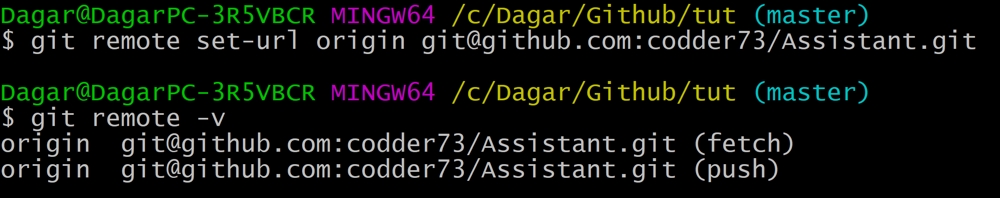 Dagar@DagarPC-3R5VBCR MINGW64 /c/Dagar/Github/tut (master)
$ git remote set-url origin git@github.com:codder73/Assistant.git
Dagar@DagarPC-3R5VBCR MINGW64 /c/Dagar/Github/tut (master)
$ git remote -v
origin  git@github.com:codder73/Assistant.git (fetch)
origin  git@github.com:codder73/Assistant.git (push)